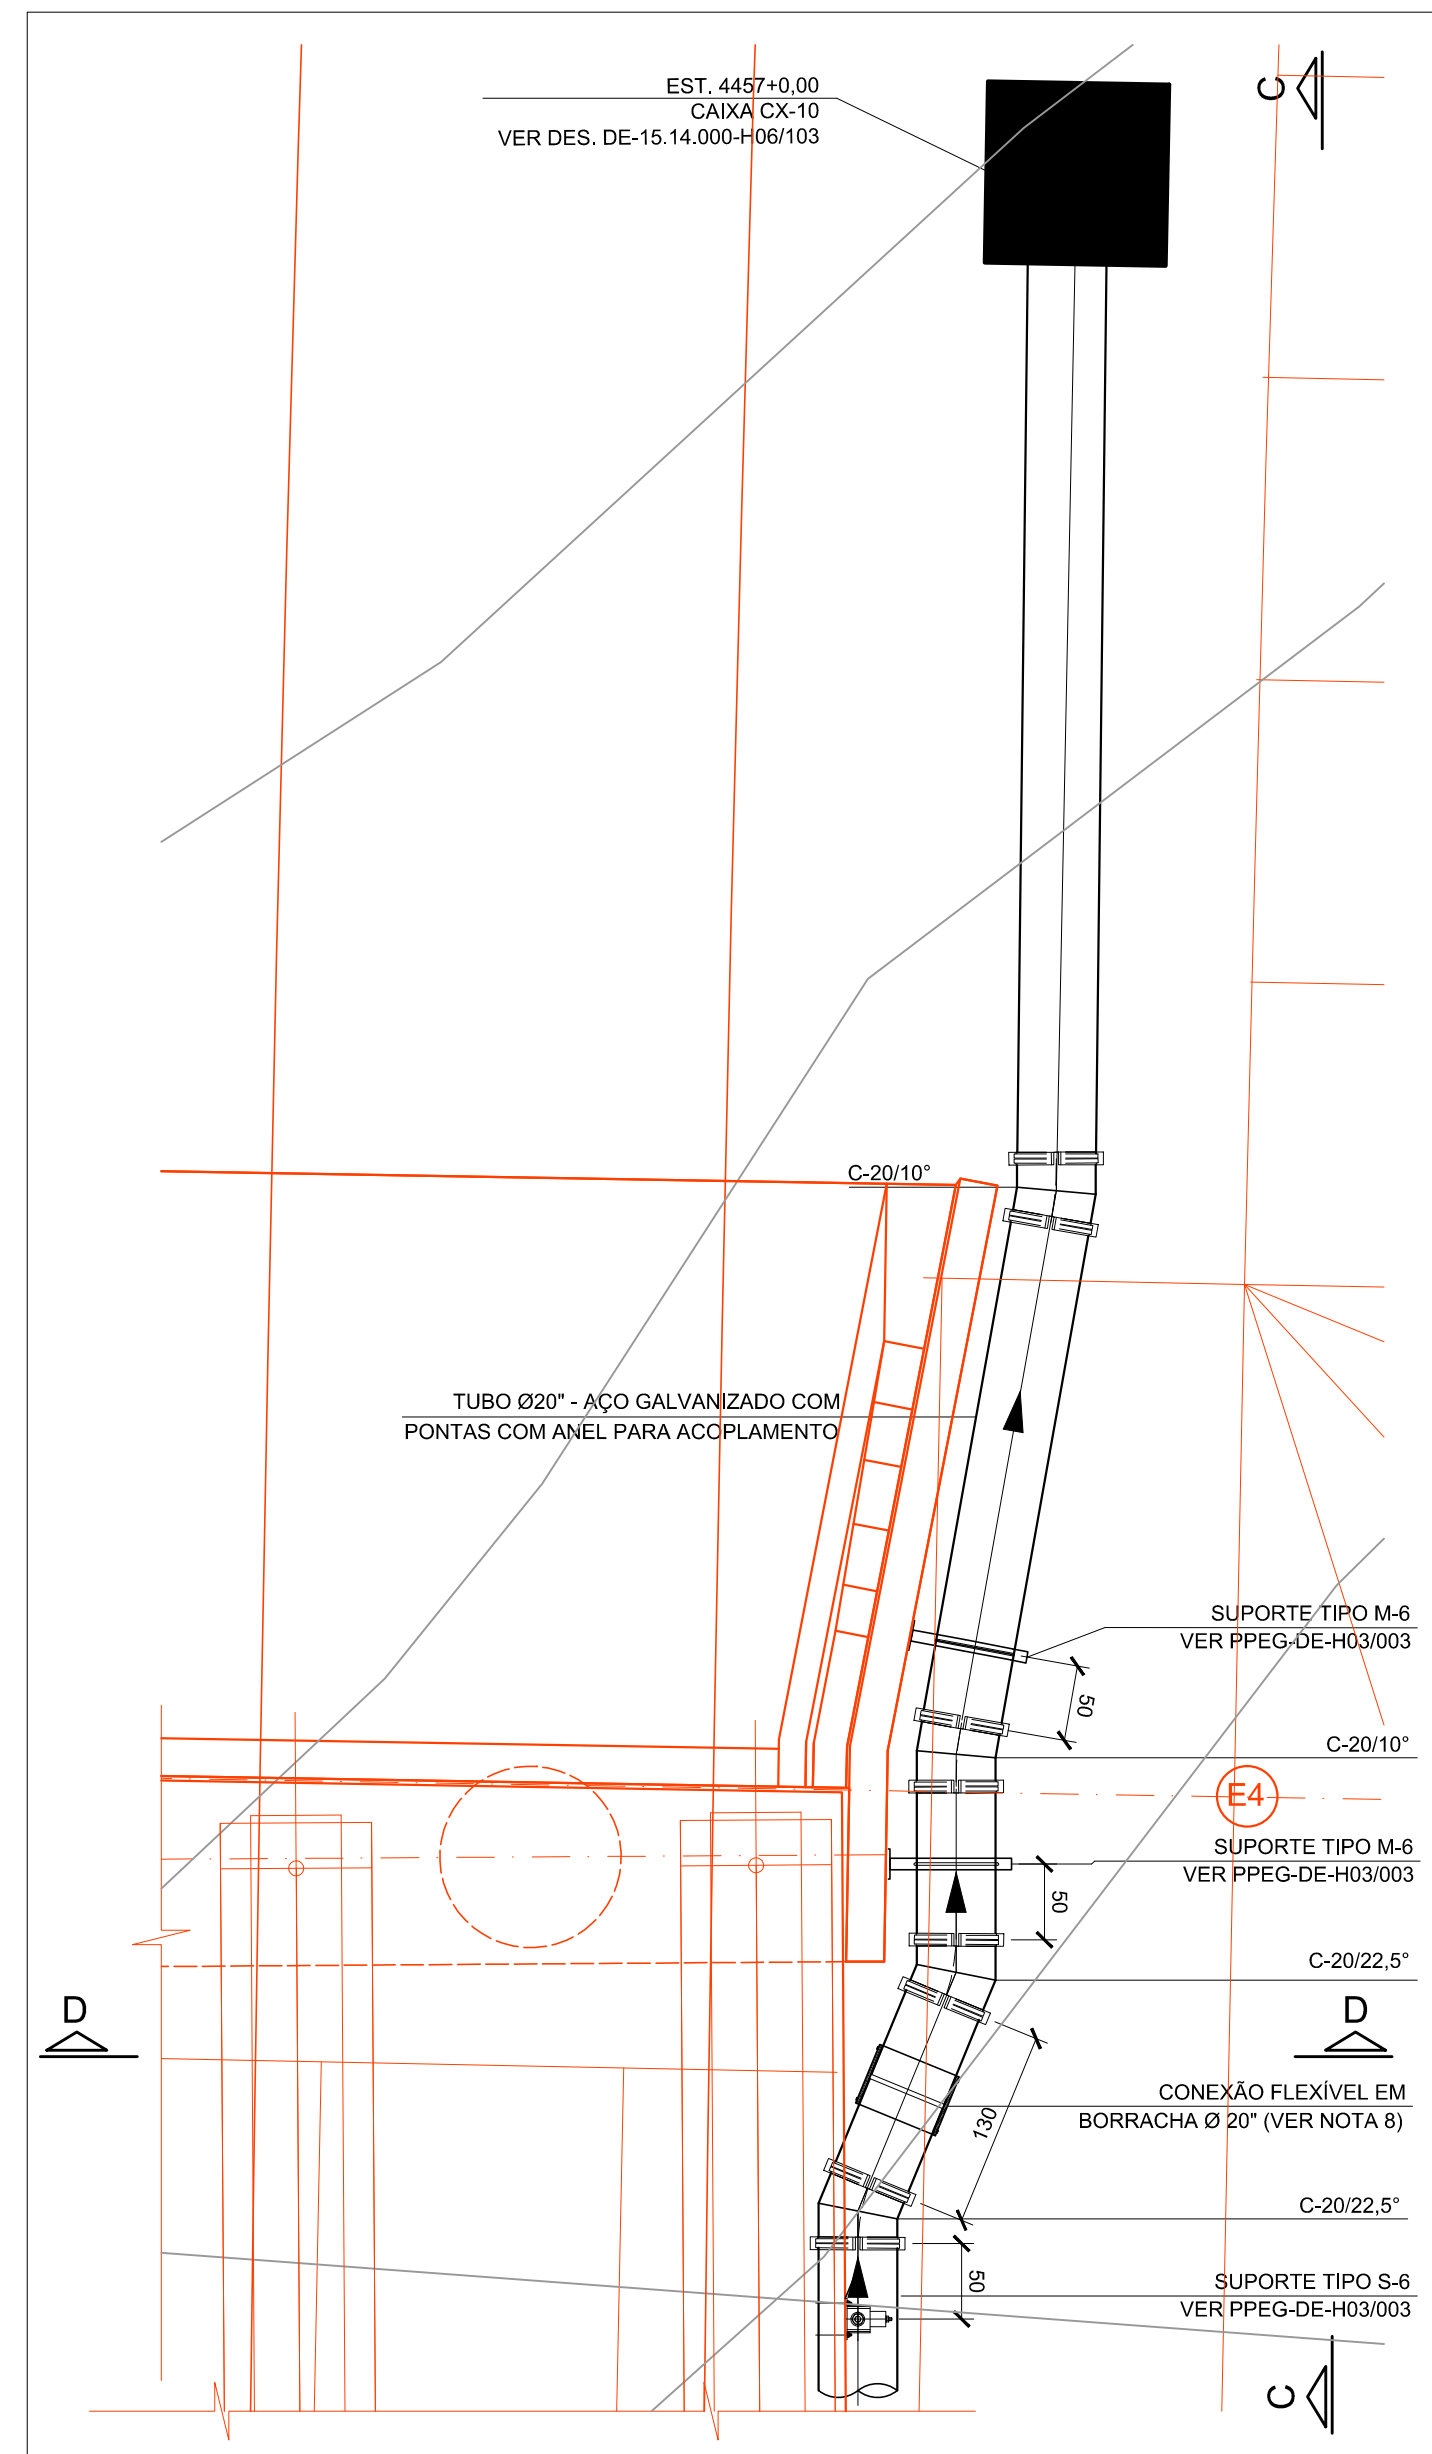 EST. 4457+0,00
CAIXA CX-10
VER DES. DE-15.14.000-H06/103
C
C-20/10°
TUBO Ø20" - AÇO GALVANIZADO COM
PONTAS COM ANEL PARA ACOPLAMENTO
SUPORTE TIPO M-6
VER PPEG-DE-H03/003
50
C-20/10°
E4
SUPORTE TIPO M-6
VER PPEG-DE-H03/003
50
C-20/22,5°
D
D
CONEXÃO FLEXÍVEL EM
BORRACHA Ø 20" (VER NOTA 8)
130
C-20/22,5°
50
SUPORTE TIPO S-6
VER PPEG-DE-H03/003
C